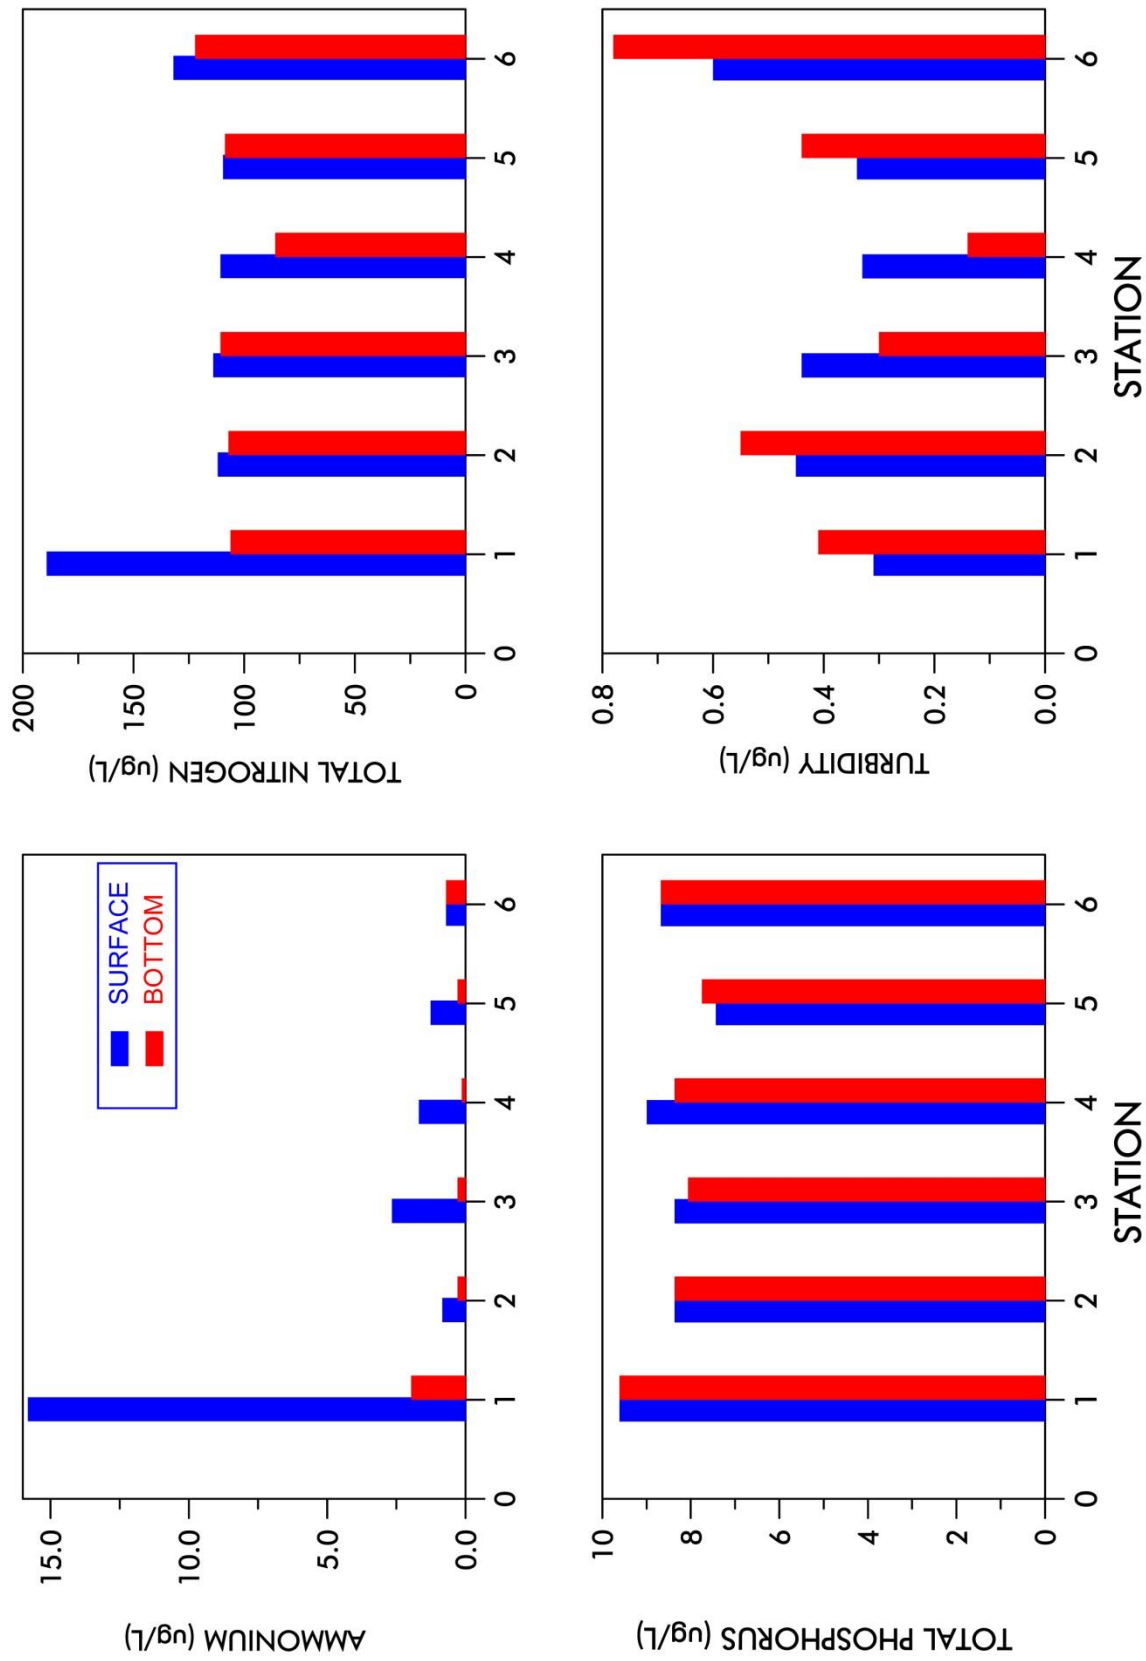 AMMONIUM (ug/L)
15.0
10.0
5.0
0.0
SURFACE
BOTTOM
0 1 2 3 4 5 6
TOTAL NITROGEN (ug/L)
200
150
100
50
0
0 1 2 3 4 5 6
TOTAL PHOSPHORUS (ug/L)
10
8
6
4
2
0
0 1 2 3 4 5 6
STATION
TURBIDITY (ug/L)
0.8
0.6
0.4
0.2
0.0
0 1 2 3 4 5 6
STATION